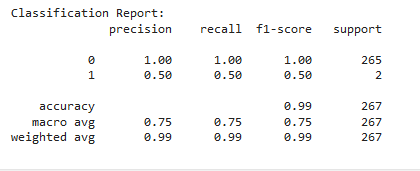 Classification Report:
precision recall f1-score support
0 1.00 1.00 1.00 265
1 0.50 0.50 0.50 2
accuracy 0.99 267
macro avg 0.75 0.75 0.75 267
weighted avg 0.99 0.99 0.99 267